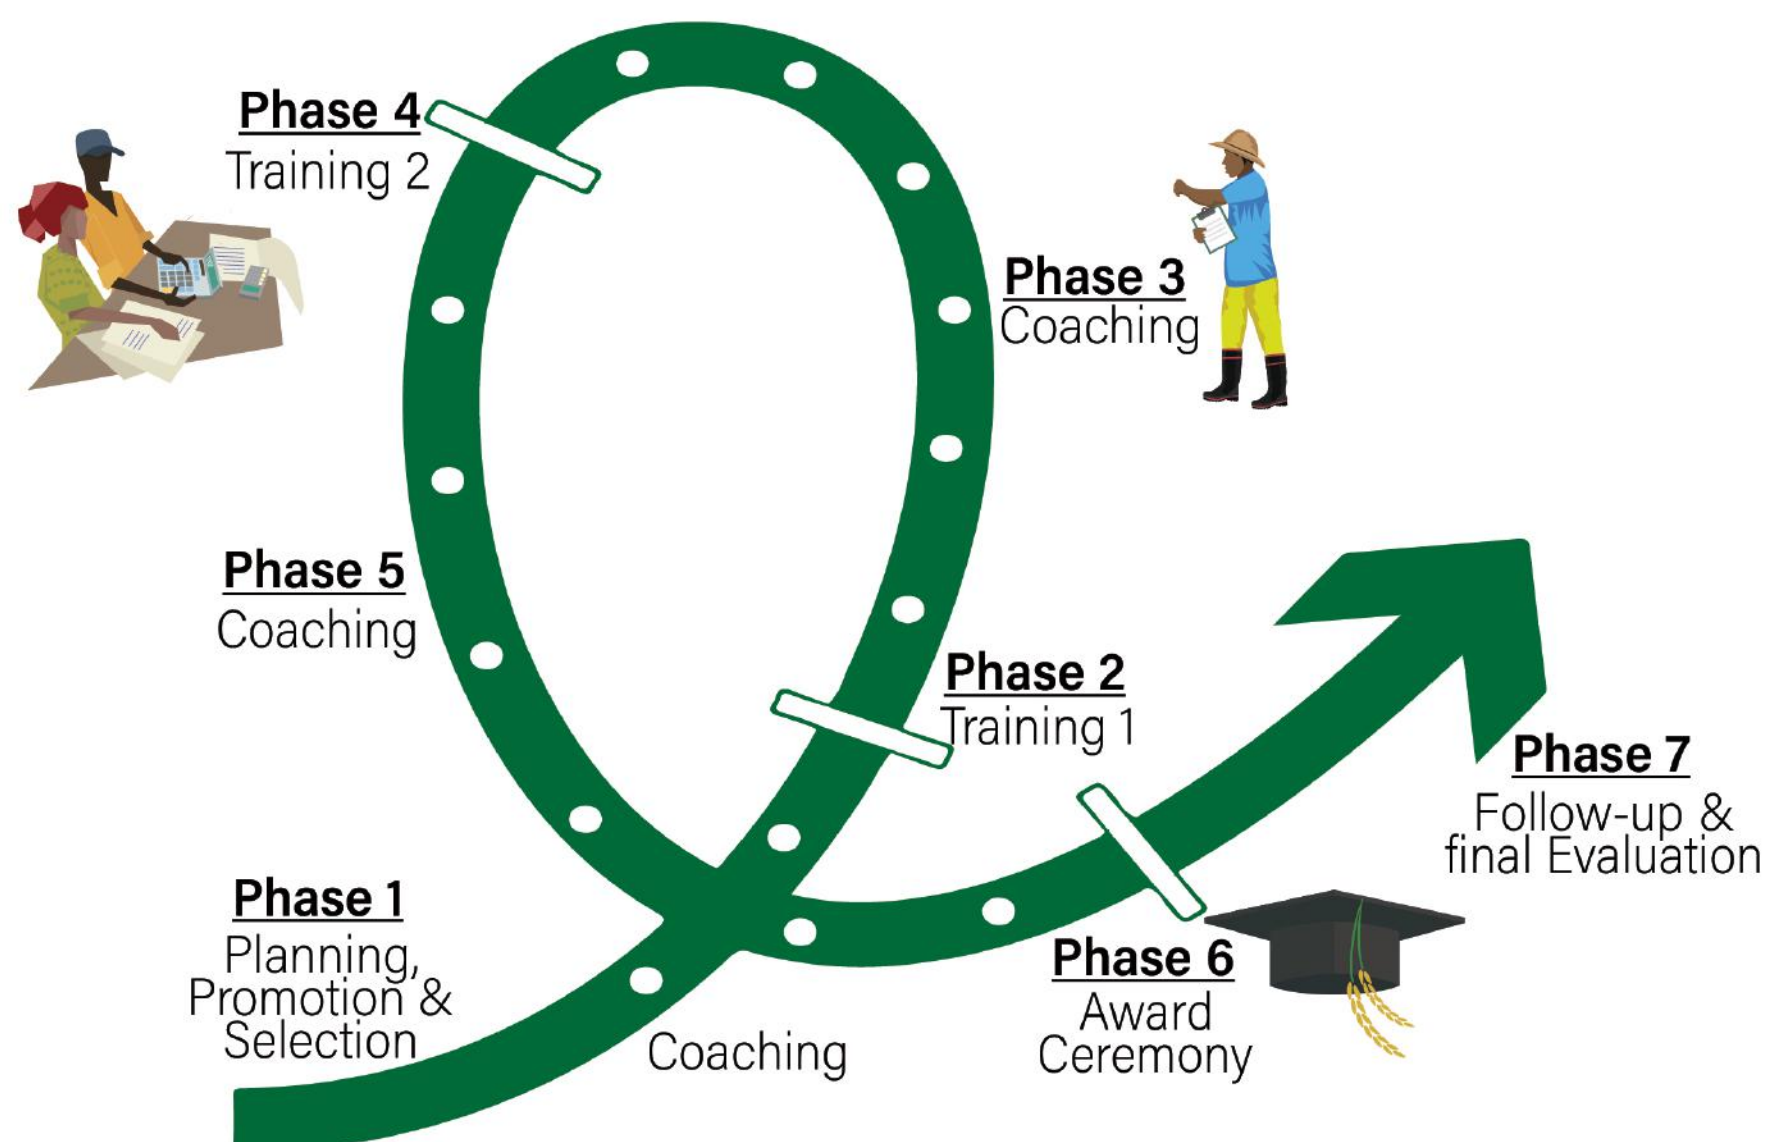 Phase 4
Training 2
Phase 3
Coaching
Phase 5
Coaching
Phase 2
Training 1
Phase 7
Follow-up &
final Evaluation
Phase 1
Planning,
Promotion &
Selection
Coaching
Phase 6
Award
Ceremony